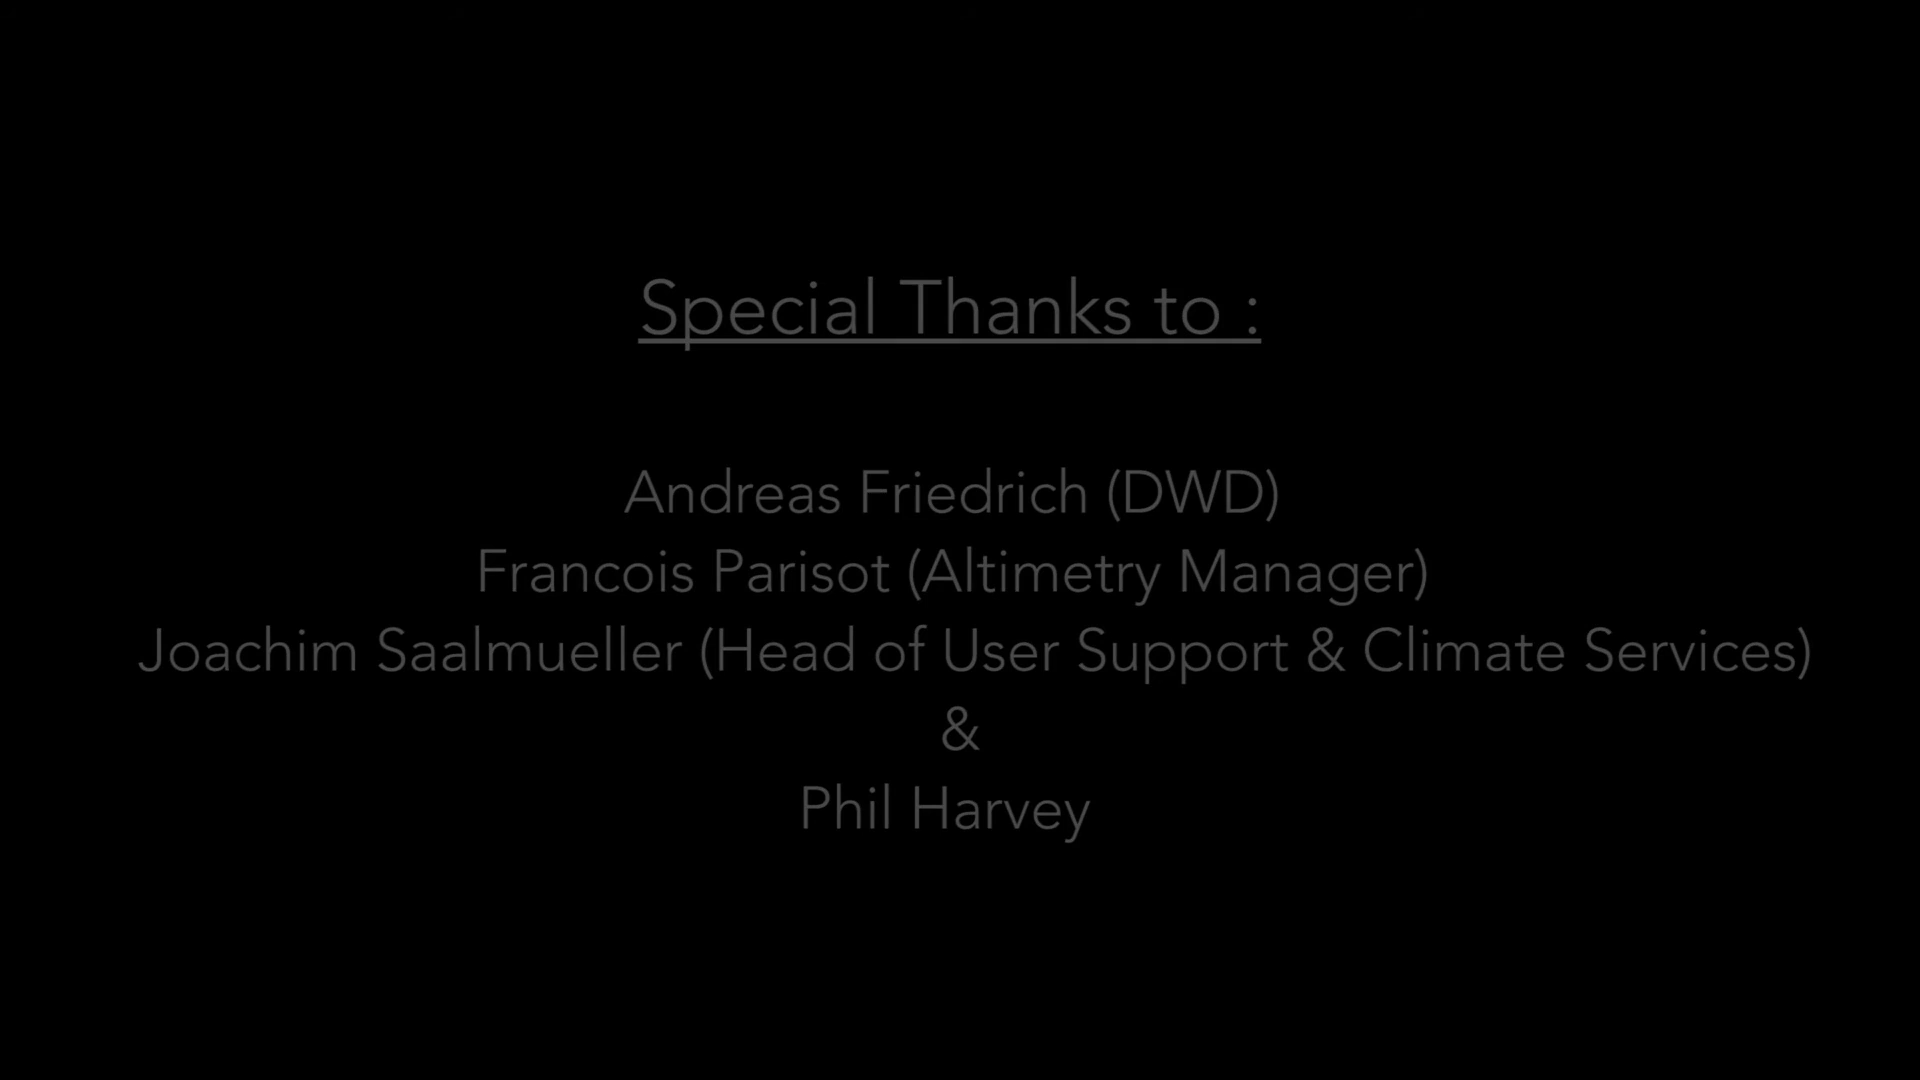 Special Thanks to :
Andreas Friedrich (DWD)
Francois Parisot (Altimetry Manager)
Joachim Saalmueller (Head of User Support & Climate Services)
&
Phil Harvey